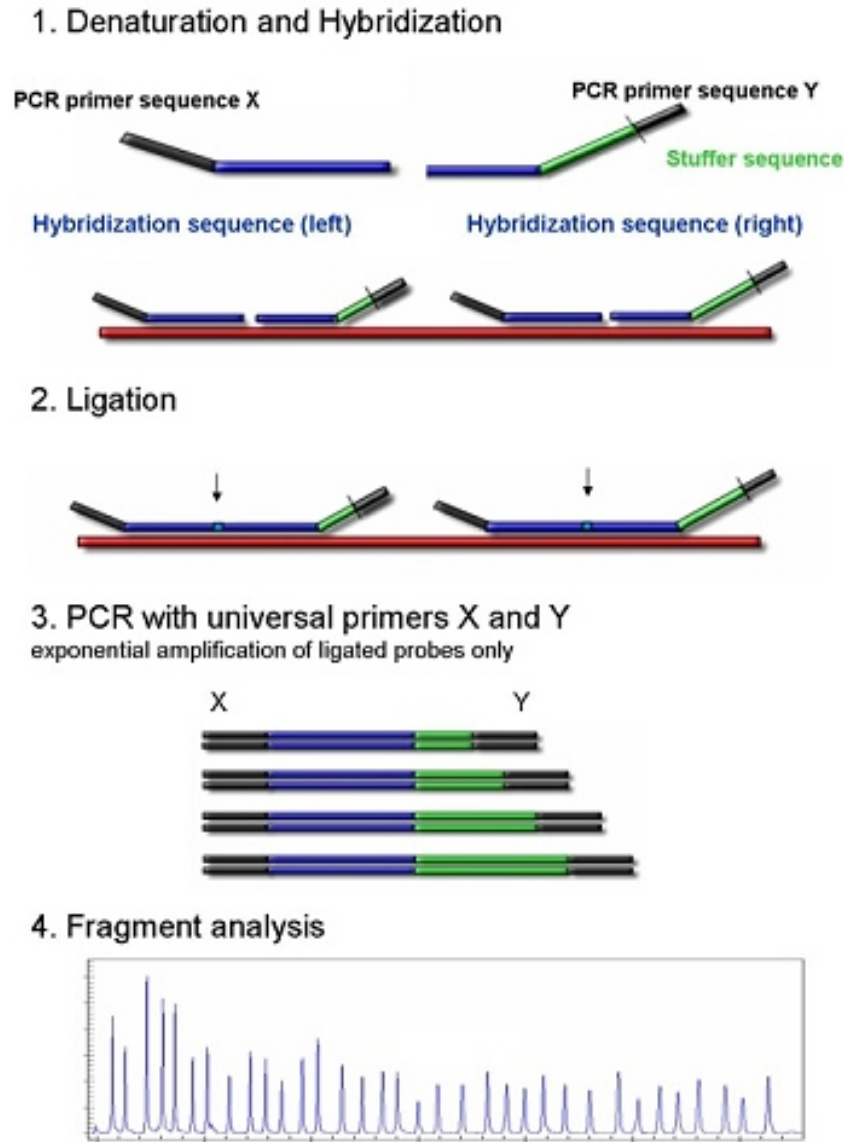 1. Denaturation and Hybridization
PCR primer sequence X
PCR primer sequence Y
Stuffer sequence
Hybridization sequence (left)
Hybridization sequence (right)
2. Ligation
3. PCR with universal primers X and Y
exponential amplification of ligated probes only
X
Y
4. Fragment analysis